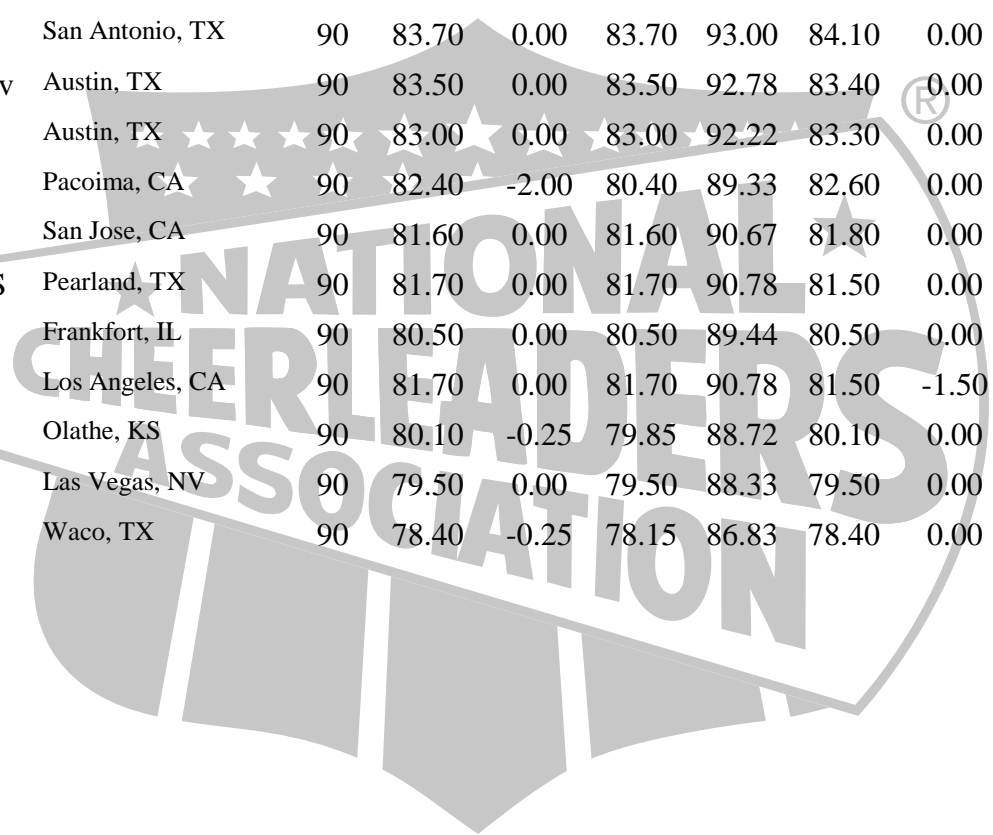 San Antonio, TX 90 83.70 0.00 83.70 93.00 84.10 0.00
v Austin, TX 90 83.50 0.00 83.50 92.78 83.40 0.00
Austin, TX 90 83.00 0.00 83.00 92.22 83.30 0.00
Pacoima, CA 90 82.40 -2.00 80.40 89.33 82.60 0.00
San Jose, CA 90 81.60 0.00 81.60 90.67 81.80 0.00
S Pearland, TX 90 81.70 0.00 81.70 90.78 81.50 0.00
Frankfort, IL 90 80.50 0.00 80.50 89.44 80.50 0.00
Los Angeles, CA 90 81.70 0.00 81.70 90.78 81.50 -1.50
Olathe, KS 90 80.10 -0.25 79.85 88.72 80.10 0.00
Las Vegas, NV 90 79.50 0.00 79.50 88.33 79.50 0.00
Waco, TX 90 78.40 -0.25 78.15 86.83 78.40 0.00
NATIONAL
CHEERLEADERS
ASSOCIATION
®